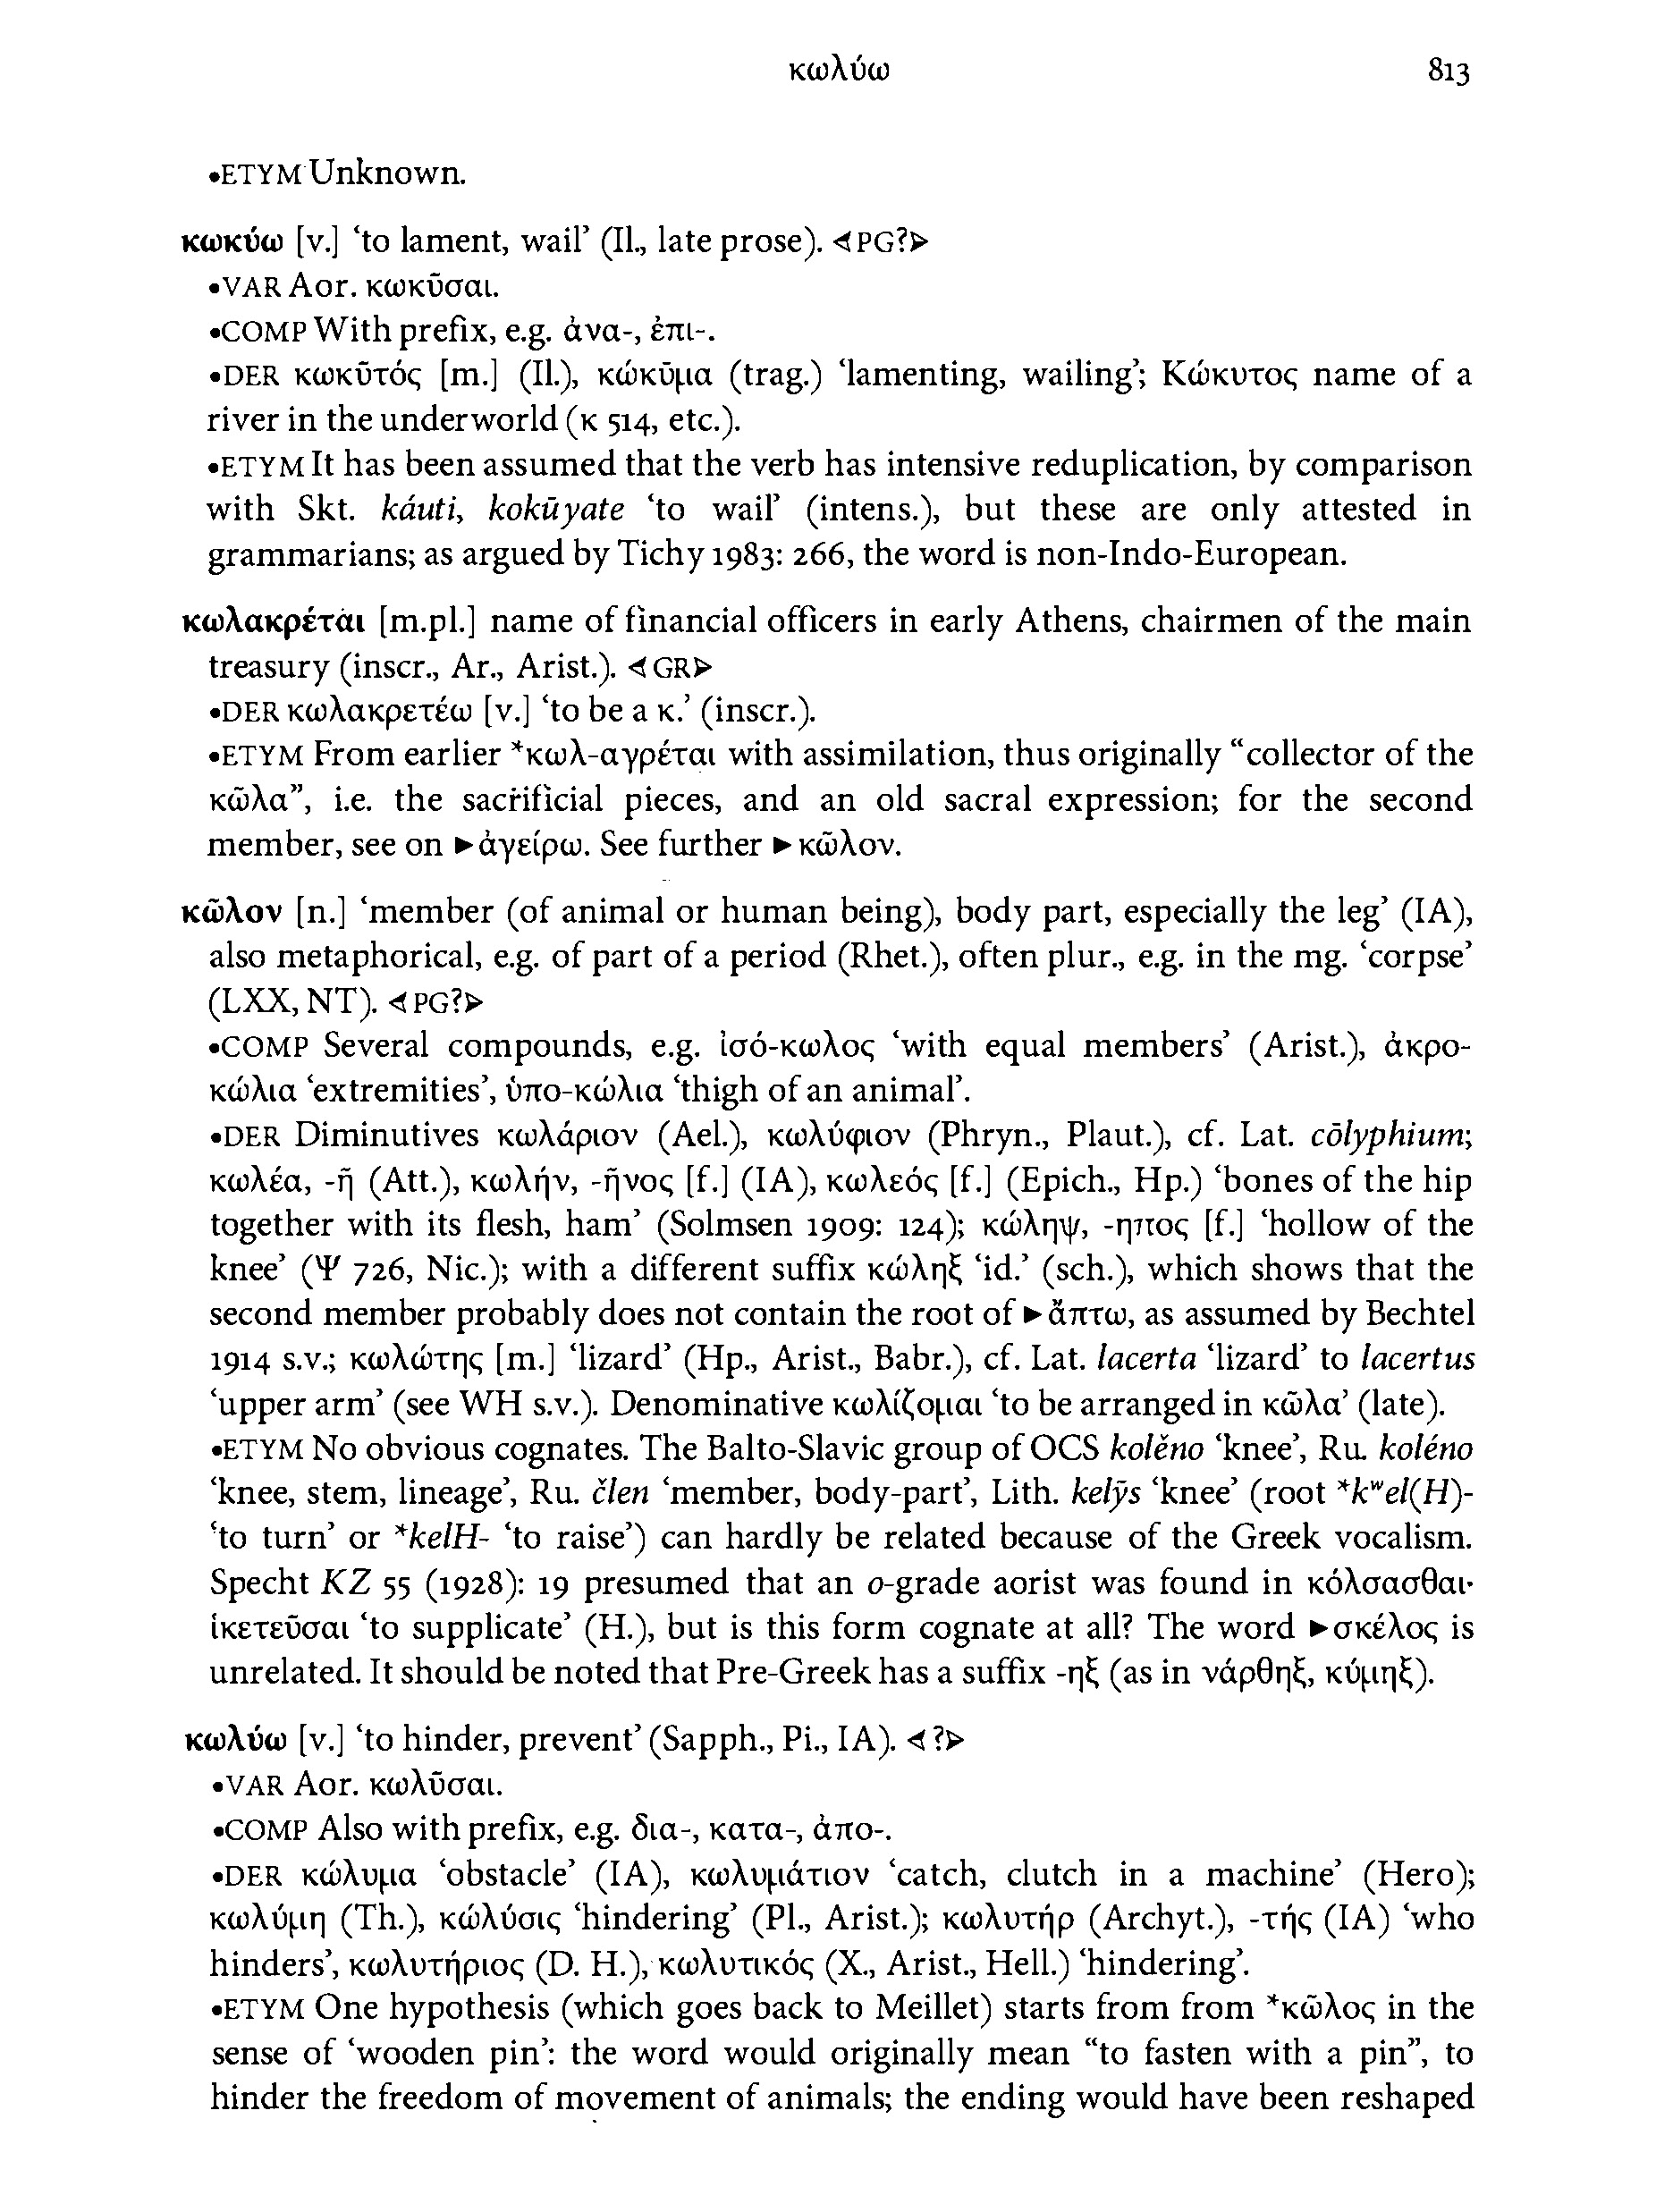 κωλύω 813
•ETYM Unknown.
κωκύω [v.] ‘to lament, wail’ (Il., late prose). ⊲PG?⊳
•VAR Aor. κωκῦσαι.
•COMP With prefix, e.g. ἀνα-, ἐπι-.
•DER κωκῡτός [m.] (Il.), κώκῡμα (trag.) ‘lamenting, wailing’; Κώκυτος name of a
river in the underworld (κ 514, etc.).
•ETYM It has been assumed that the verb has intensive reduplication, by comparison
with Skt. káuti, kokūyate ‘to wail’ (intens.), but these are only attested in
grammarians; as argued by Tichy 1983: 266, the word is non-Indo-European.
κωλακρέται [m.pl.] name of financial officers in early Athens, chairmen of the main
treasury (inscr., Ar., Arist.). ⊲GR⊳
•DER κωλακρετέω [v.] ‘to be a κ.’ (inscr.).
•ETYM From earlier *κωλ-αγρέται with assimilation, thus originally “collector of the
κῶλα”, i.e. the sacrificial pieces, and an old sacral expression; for the second
member, see on ►ἀγείρω. See further ►κῶλον.
κῶλον [n.] ‘member (of animal or human being), body part, especially the leg’ (IA),
also metaphorical, e.g. of part of a period (Rhet.), often plur., e.g. in the mg. ‘corpse’
(LXX, NT). ⊲PG?⊳
•COMP Several compounds, e.g. ἰσό-κωλος ‘with equal members’ (Arist.), ἀκρο-
κώλια ‘extremities’, ὑπο-κώλια ‘thigh of an animal’.
•DER Diminutives κωλάριον (Ael.), κωλύφιον (Phryn., Plaut.), cf. Lat. cōlyphium;
κωλέα, -ῆ (Att.), κωλήν, -ῆνος [f.] (IA), κωλεός [f.] (Epich., Hp.) ‘bones of the hip
together with its flesh, ham’ (Solmsen 1909: 124); κώληψ, -ηπος [f.] ‘hollow of the
knee’ (Ψ 726, Nic.); with a different suffix κώληξ ‘id.’ (sch.), which shows that the
second member probably does not contain the root of ►ἅπτω, as assumed by Bechtel
1914 s.v.; κωλώτης [m.] ‘lizard’ (Hp., Arist., Babr.), cf. Lat. lacerta ‘lizard’ to lacertus
‘upper arm’ (see WH s.v.). Denominative κωλίζομαι ‘to be arranged in κῶλα’ (late).
•ETYM No obvious cognates. The Balto-Slavic group of OCS kolěno ‘knee’, Ru. koléno
‘knee, stem, lineage’, Ru. člen ‘member, body-part’, Lith. kelỹs ‘knee’ (root *kʷel(H)-
‘to turn’ or *kelH- ‘to raise’) can hardly be related because of the Greek vocalism.
Specht KZ 55 (1928): 19 presumed that an o-grade aorist was found in κόλσασθαι·
ἱκετεῦσαι ‘to supplicate’ (H.), but is this form cognate at all? The word ►σκέλος is
unrelated. It should be noted that Pre-Greek has a suffix -ηξ (as in νάρθηξ, κύμηξ).
κωλύω [v.] ‘to hinder, prevent’ (Sapph., Pi., IA). ⊲?⊳
•VAR Aor. κωλῦσαι.
•COMP Also with prefix, e.g. δια-, κατα-, ἀπο-.
•DER κώλυμα ‘obstacle’ (IA), κωλυμάτιον ‘catch, clutch in a machine’ (Hero);
κωλύμη (Th.), κώλύσις ‘hindering’ (Pl., Arist.); κωλυτήρ (Archyt.), -τής (IA) ‘who
hinders’, κωλυτήριος (D. H.), κωλυτικός (X., Arist., Hell.) ‘hindering’.
•ETYM One hypothesis (which goes back to Meillet) starts from from *κῶλος in the
sense of ‘wooden pin’: the word would originally mean “to fasten with a pin”, to
hinder the freedom of movement of animals; the ending would have been reshaped